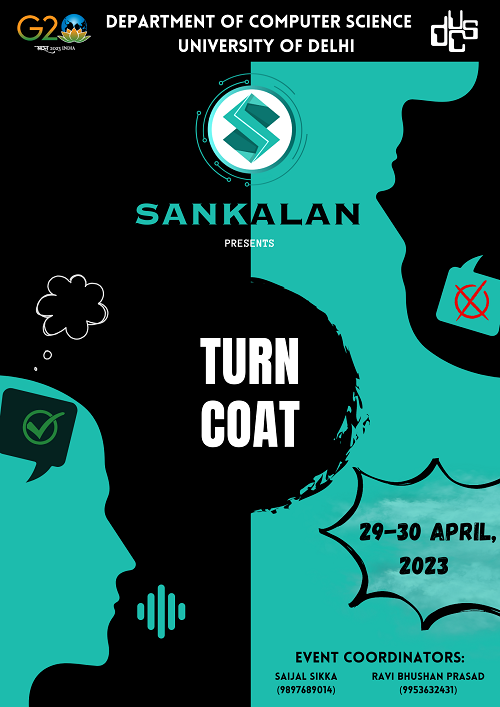 G20
भारत 2023 INDIA
DEPARTMENT OF COMPUTER SCIENCE
UNIVERSITY OF DELHI
ducs
SANKALAN
PRESENTS
TURN
COAT
29-30 APRIL,
2023
EVENT COORDINATORS:
SAIJAL SIKKA
(9897689014)
RAVI BHUSHAN PRASAD
(9953632431)